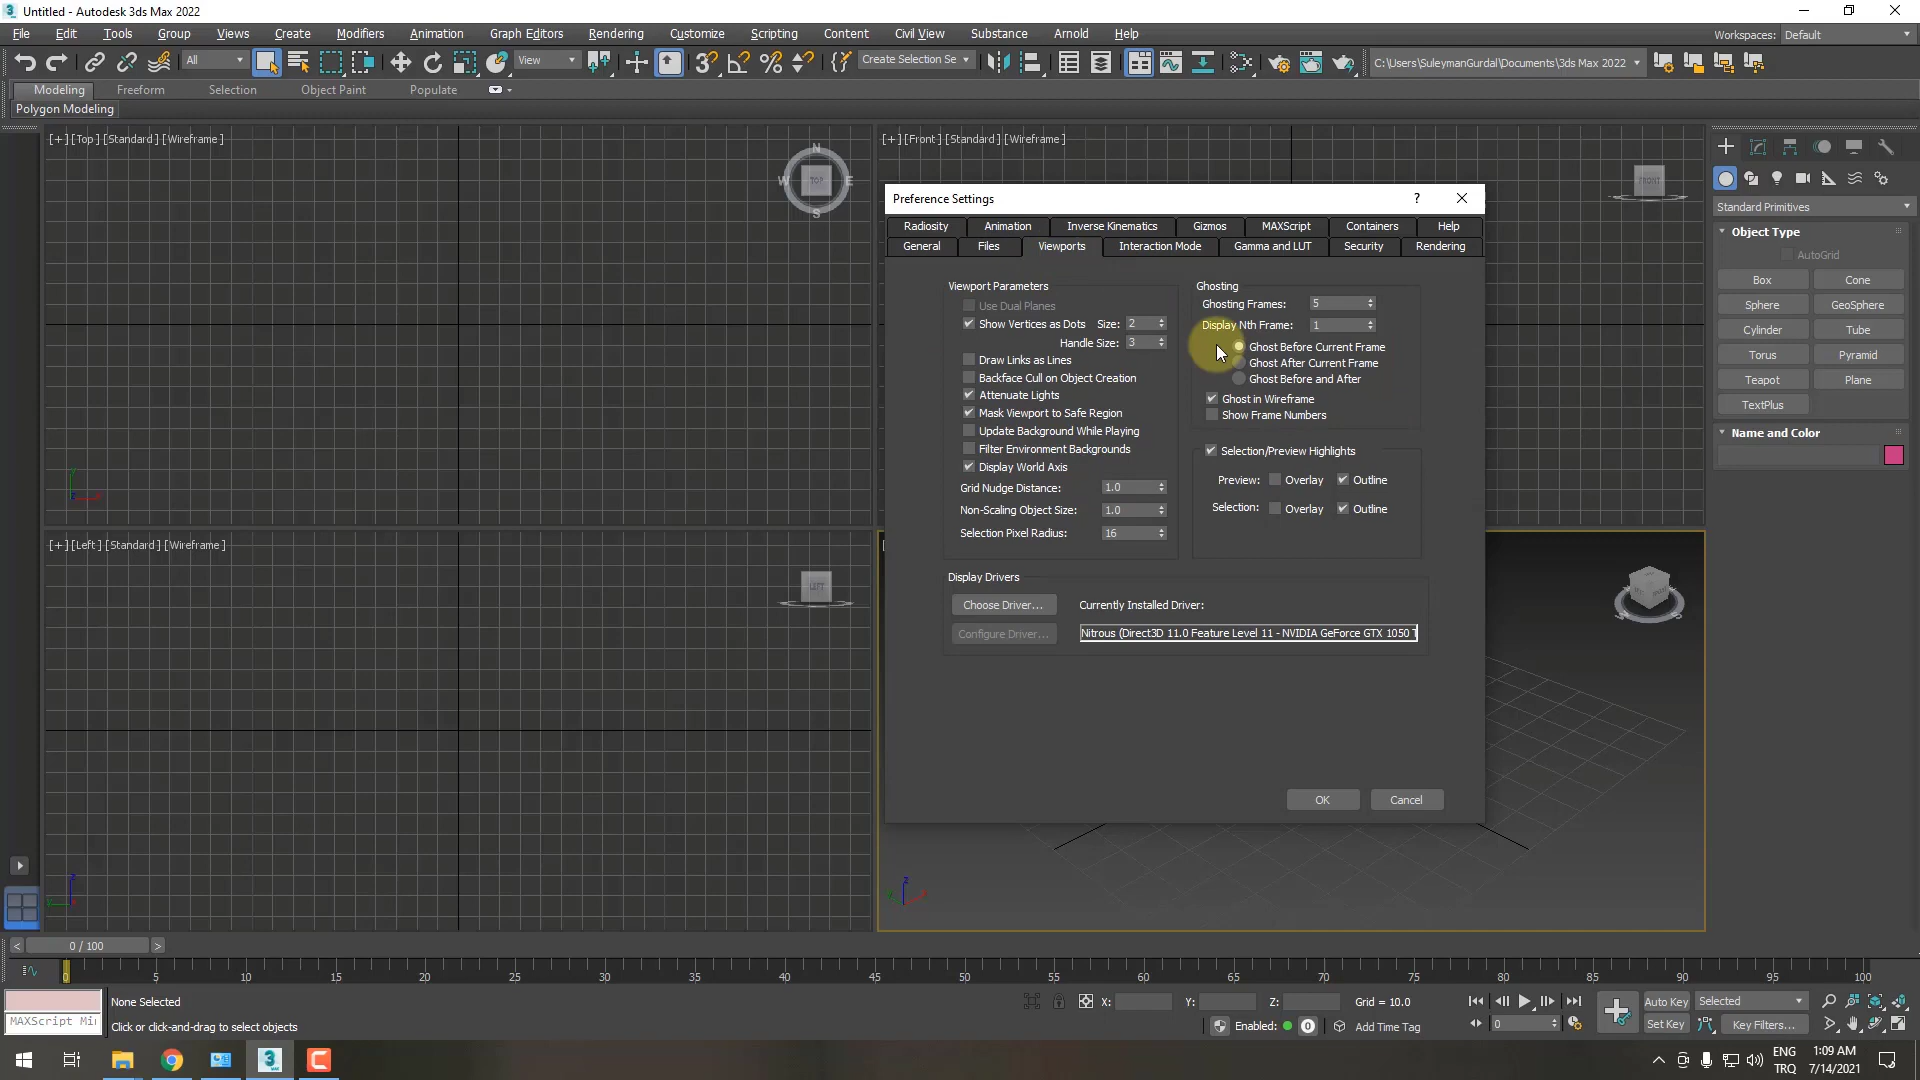 Untitled - Autodesk 3ds Max 2022
File Edit Tools Group Views Create Modifiers Animation Graph Editors Rendering Customize Scripting Content Civil View Substance Arnold Help
Workspaces: Default
All View Create Selection Se C:\Users\SuleymanGurdal\Documents\3ds Max 2022
Modeling Freeform Selection Object Paint Populate
Polygon Modeling
[+] [Top] [Standard] [Wireframe]
[+] [Front] [Standard] [Wireframe]
N
W TOP E
S
FRONT
Preference Settings ?
Radiosity Animation Inverse Kinematics Gizmos MAXScript Containers Help
General Files Viewports Interaction Mode Gamma and LUT Security Rendering
Viewport Parameters
Use Dual Planes
Show Vertices as Dots Size: 2
Handle Size: 3
Draw Links as Lines
Backface Cull on Object Creation
Attenuate Lights
Mask Viewport to Safe Region
Update Background While Playing
Filter Environment Backgrounds
Display World Axis
Grid Nudge Distance: 1.0
Non-Scaling Object Size: 1.0
Selection Pixel Radius: 16
Ghosting
Ghosting Frames: 5
Display Nth Frame: 1
Ghost Before Current Frame
Ghost After Current Frame
Ghost Before and After
Ghost in Wireframe
Show Frame Numbers
Selection/Preview Highlights
Preview: Overlay Outline
Selection: Overlay Outline
Display Drivers
Choose Driver... Currently Installed Driver:
Configure Driver... Nitrous (Direct3D 11.0 Feature Level 11 - NVIDIA GeForce GTX 1050 T
OK Cancel
Standard Primitives
Object Type
AutoGrid
Box Cone
Sphere GeoSphere
Cylinder Tube
Torus Pyramid
Teapot Plane
TextPlus
Name and Color
[+] [Left] [Standard] [Wireframe]
LEFT
< 0 / 100 >
0 5 10 15 20 25 30 35 40 45 50 55 60 65 70 75 80 85 90 95 100
None Selected
MAXScript Mi
Click or click-and-drag to select objects
X: Y: Z: Grid = 10.0
Enabled: 0 Add Time Tag
0
Auto Key Selected
Set Key Key Filters...
ENG
TRQ
1:09 AM
7/14/2021